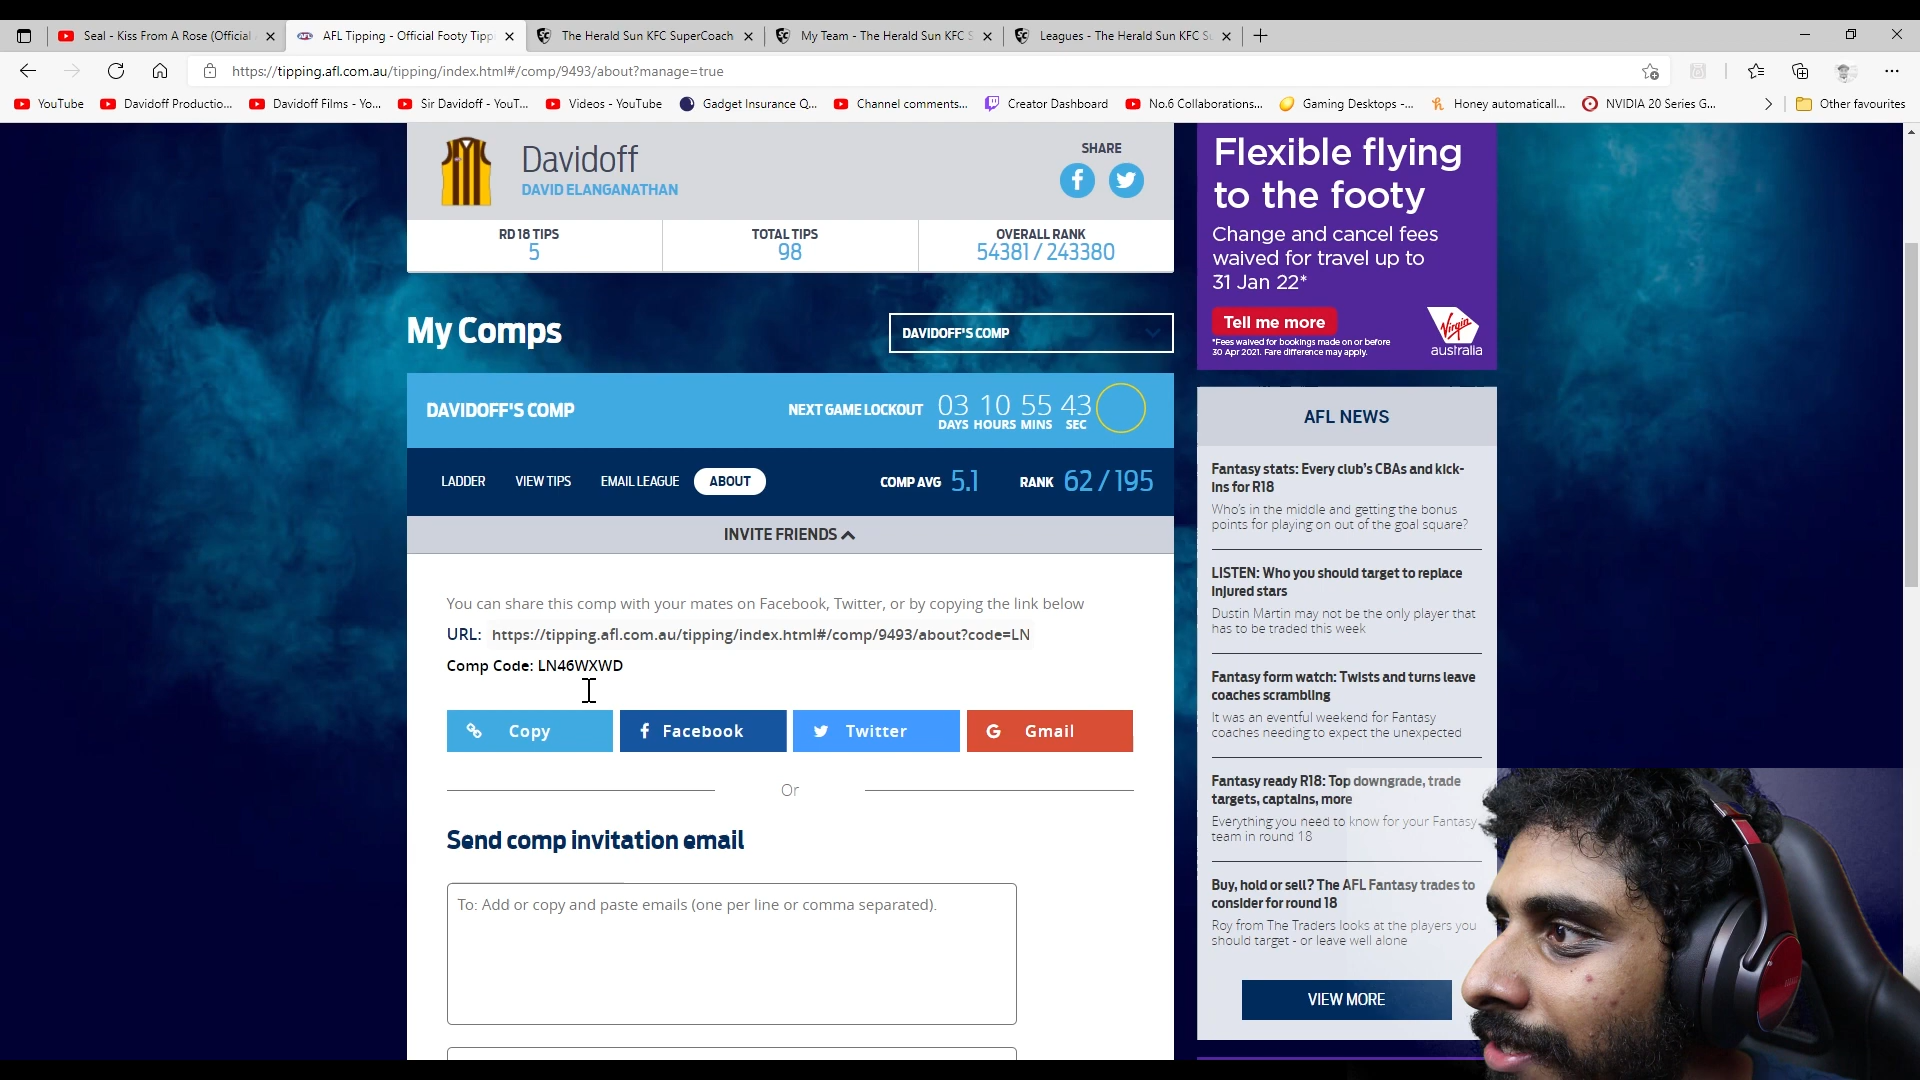 Seal - Kiss From A Rose (Official
AFL Tipping - Official Footy Tipp
The Herald Sun KFC SuperCoach
My Team - The Herald Sun KFC S
Leagues - The Herald Sun KFC Su
https://tipping.afl.com.au/tipping/index.html#/comp/9493/about?manage=true
YouTube
Davidoff Productio...
Davidoff Films - Yo...
Sir Davidoff - YouT...
Videos - YouTube
Gadget Insurance Q...
Channel comments...
Creator Dashboard
No.6 Collaborations...
Gaming Desktops -...
Honey automaticall...
NVIDIA 20 Series G...
Other favourites
Davidoff
DAVID ELANGANATHAN
SHARE
RD 18 TIPS
5
TOTAL TIPS
98
OVERALL RANK
54381 / 243380
My Comps
DAVIDOFF'S COMP
DAVIDOFF'S COMP
NEXT GAME LOCKOUT
03 10 55 43
DAYS HOURS MINS SEC
LADDER
VIEW TIPS
EMAIL LEAGUE
ABOUT
COMP AVG 5.1
RANK 62 / 195
INVITE FRIENDS
You can share this comp with your mates on Facebook, Twitter, or by copying the link below
URL: https://tipping.afl.com.au/tipping/index.html#/comp/9493/about?code=LN
Comp Code: LN46WXWD
Copy
Facebook
Twitter
Gmail
Or
Send comp invitation email
To: Add or copy and paste emails (one per line or comma separated).
Flexible flying
to the footy
Change and cancel fees
waived for travel up to
31 Jan 22*
Tell me more
*Fees waived for bookings made on or before
30 Apr 2021. Fare difference may apply.
Virgin
australia
AFL NEWS
Fantasy stats: Every club's CBAs and kick-
ins for R18
Who's in the middle and getting the bonus
points for playing on out of the goal square?
LISTEN: Who you should target to replace
injured stars
Dustin Martin may not be the only player that
has to be traded this week
Fantasy form watch: Twists and turns leave
coaches scrambling
It was an eventful weekend for Fantasy
coaches needing to expect the unexpected
Fantasy ready R18: Top downgrade, trade
targets, captains, more
Everything you need to know for your Fantasy
team in round 18
Buy, hold or sell? The AFL Fantasy trades to
consider for round 18
Roy from The Traders looks at the players you
should target - or leave well alone
VIEW MORE